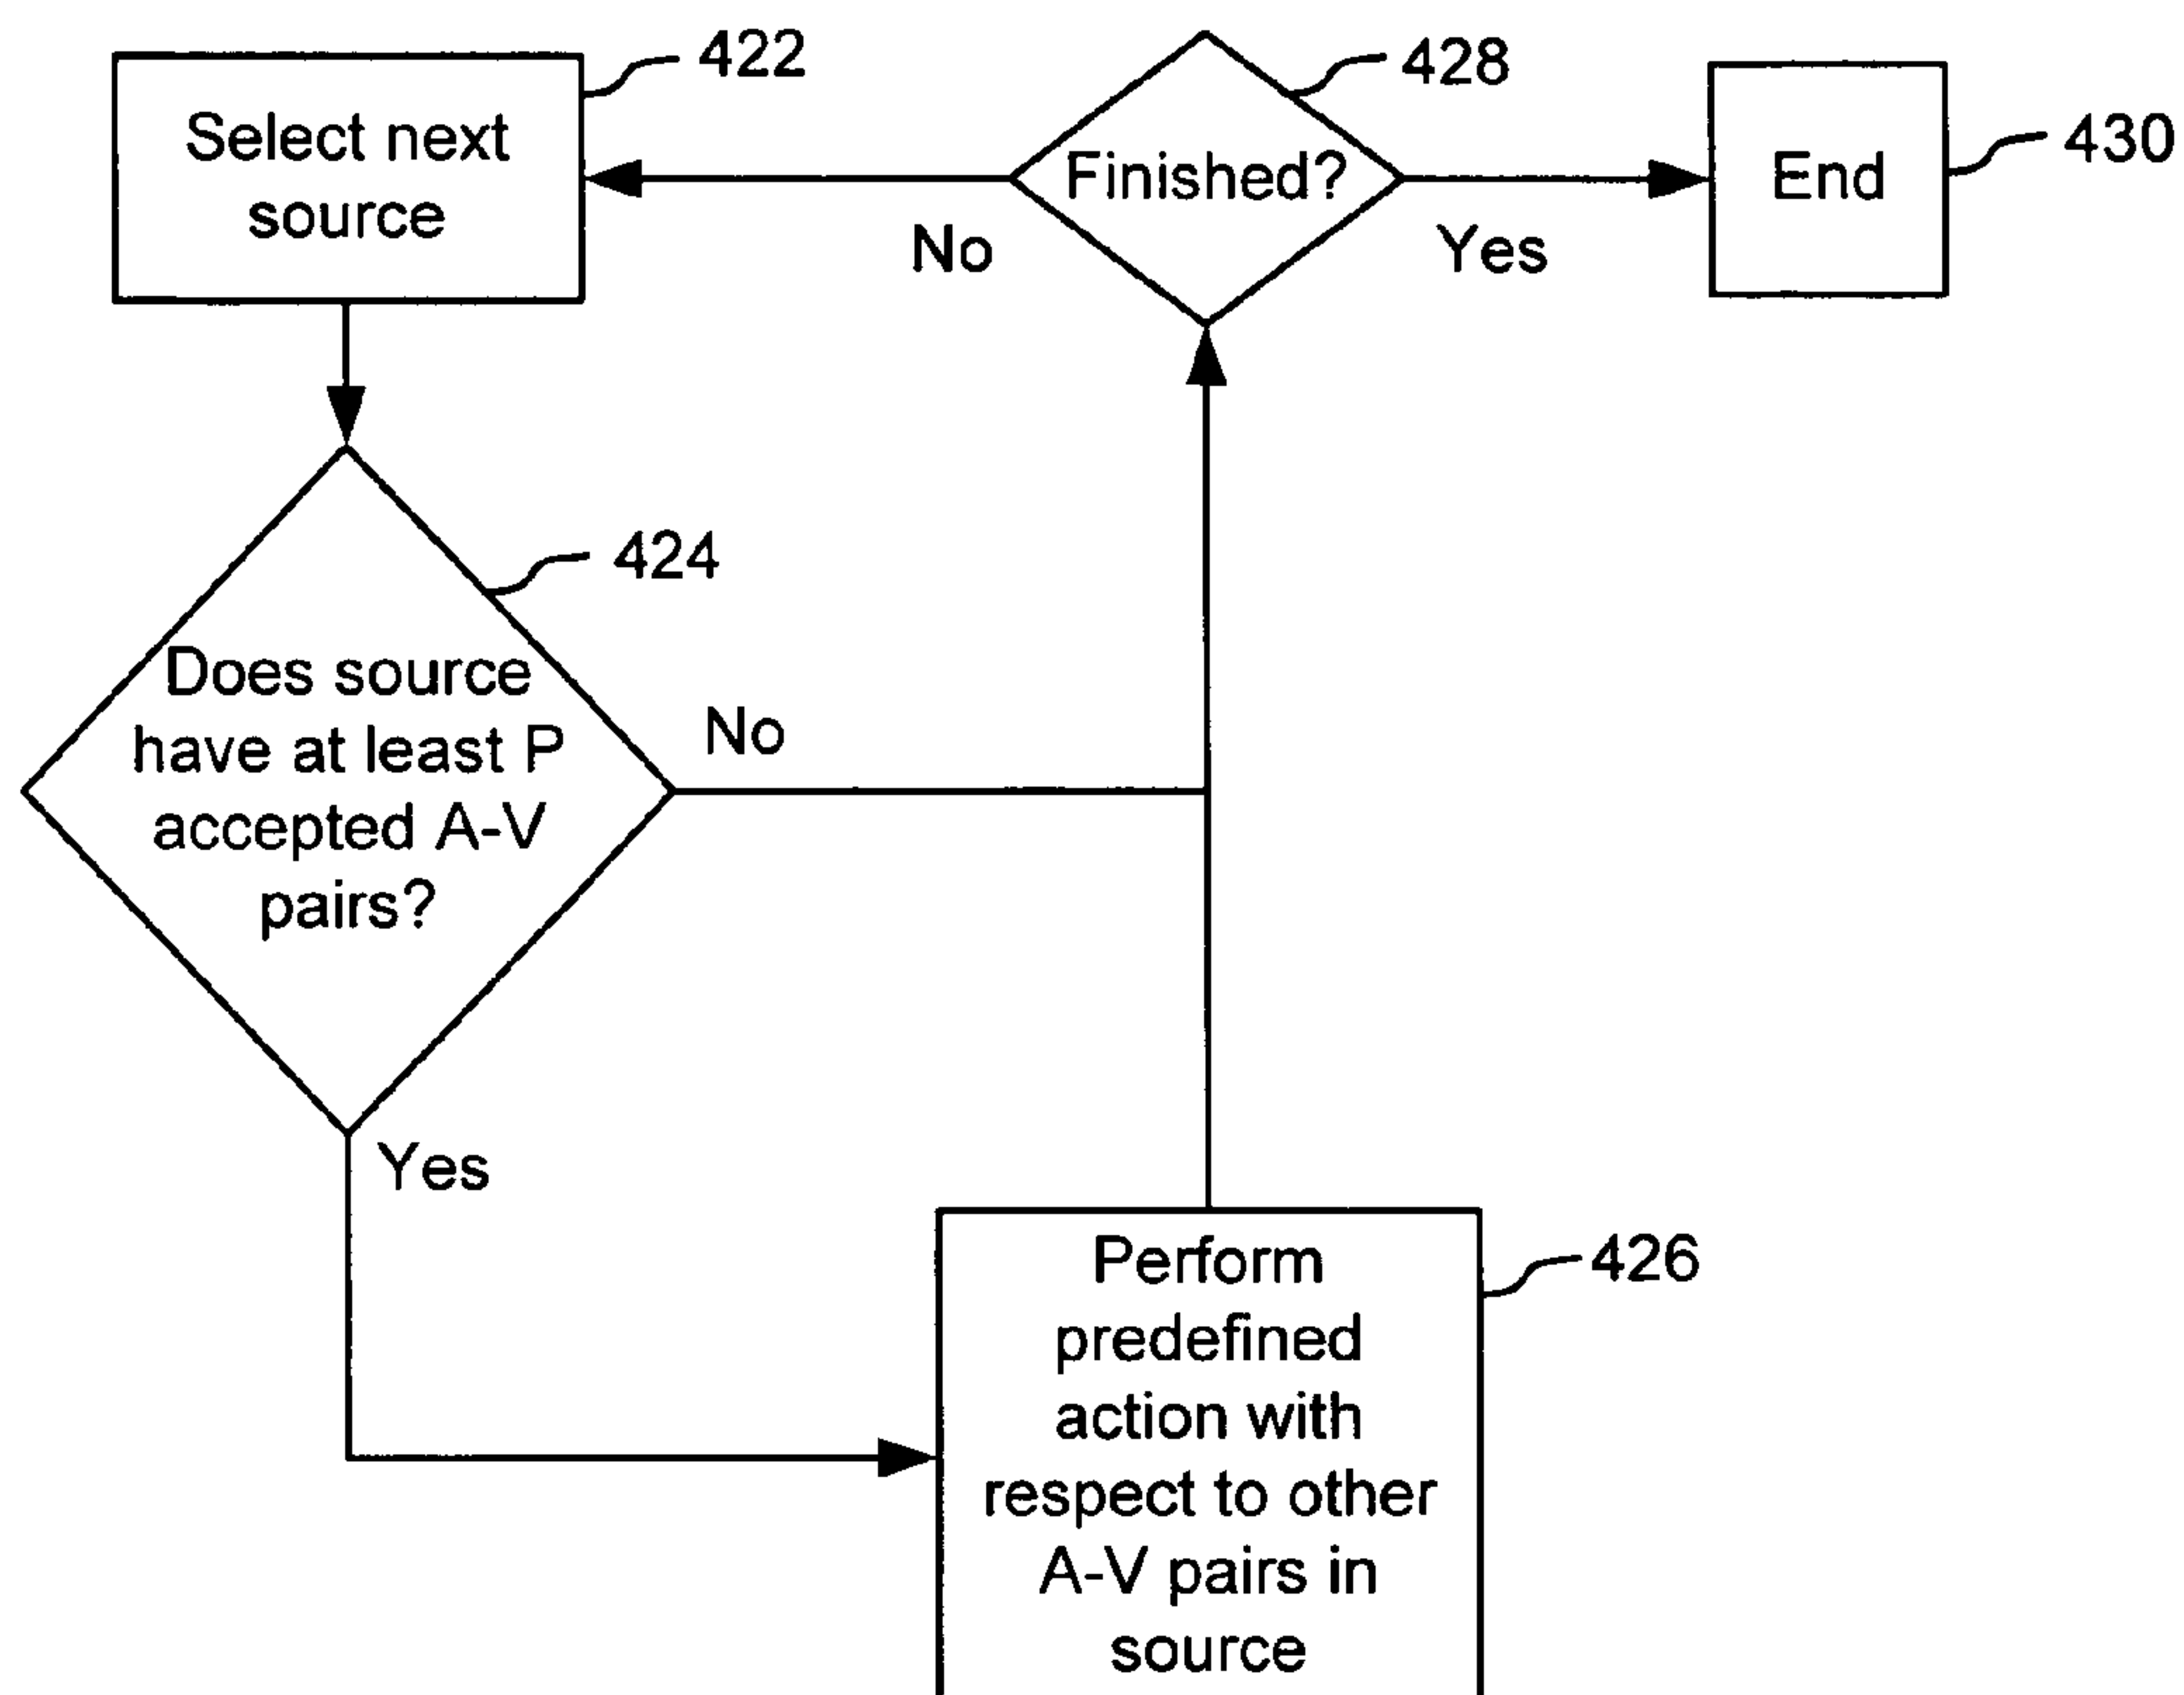 422
Select next
source
428
Finished?
No
Yes
430
End
424
Does source
have at least P
accepted A-V
pairs?
No
Yes
426
Perform
predefined
action with
respect to other
A-V pairs in
source